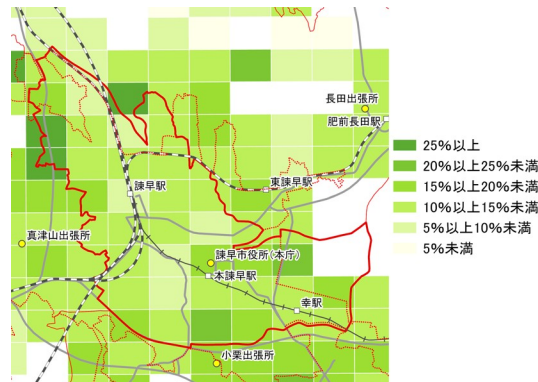 長田出張所
肥前長田駅
東諫早駅
諫早駅
真津山出張所
諫早市役所(本庁)
本諫早駅
幸駅
小栗出張所
25%以上
20%以上25%未満
15%以上20%未満
10%以上15%未満
5%以上10%未満
5%未満